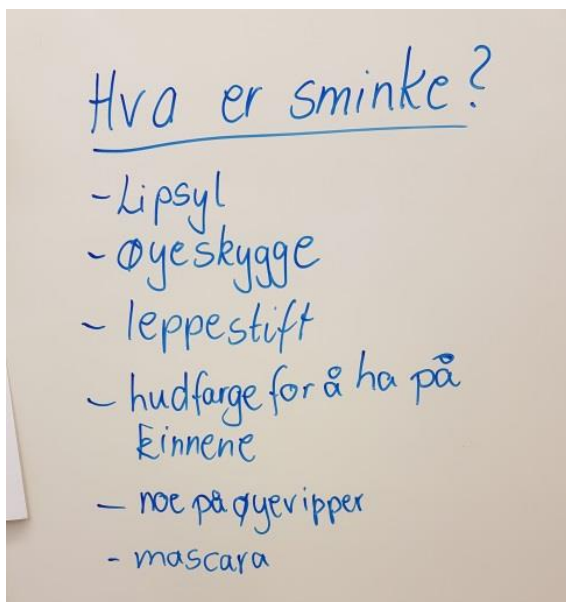 Hva er sminke?
- Lipsyl
- øyeskygge
- leppestift
- hudfarge for å ha på
kinnene
- noe på øyevipper
- mascara